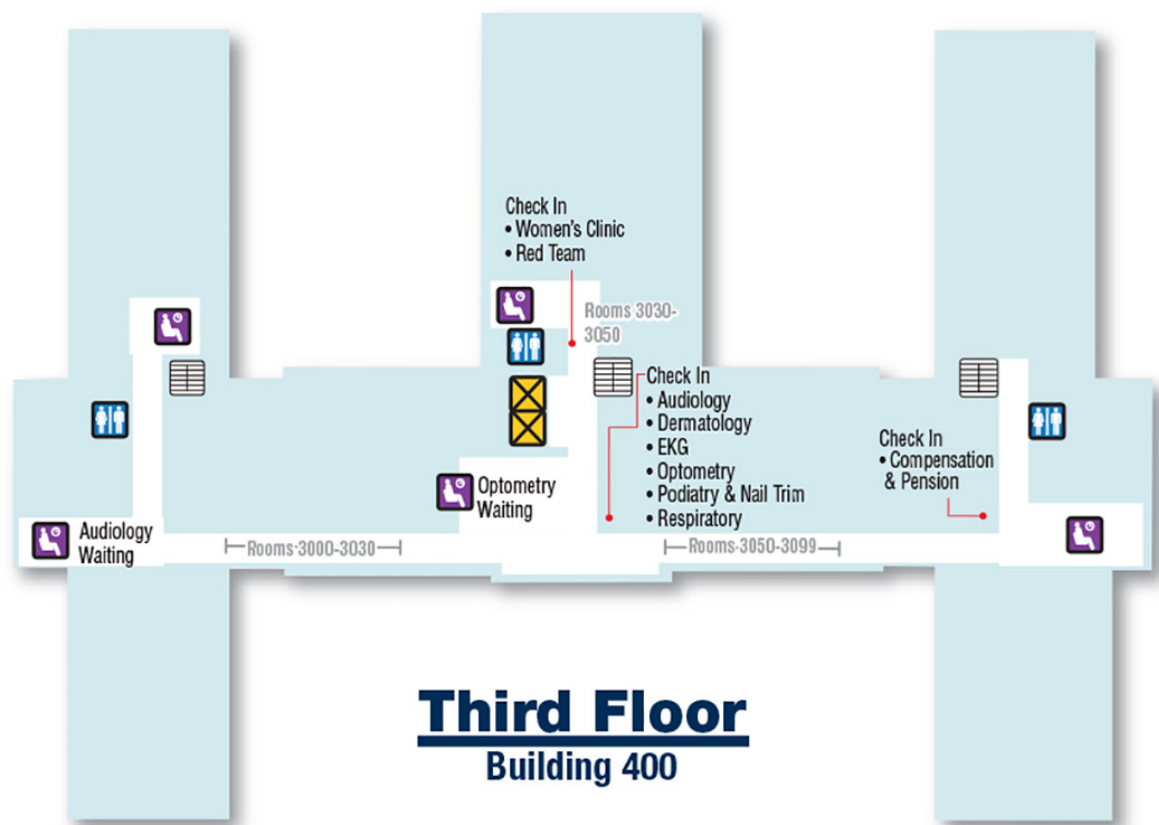 Check In
• Women's Clinic
• Red Team
Rooms 3030-
3050
Check In
• Audiology
• Dermatology
• EKG
• Optometry
• Podiatry & Nail Trim
• Respiratory
Check In
• Compensation
& Pension
Optometry
Waiting
Audiology
Waiting
Rooms 3000-3030
Rooms 3050-3099
Third Floor
Building 400